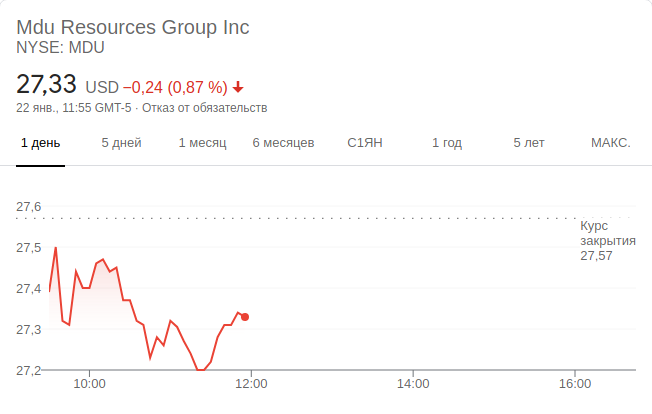 Mdu Resources Group Inc
NYSE: MDU
27,33 USD −0,24 (0,87 %)
22 янв., 11:55 GMT-5 · Отказ от обязательств
1 день 5 дней 1 месяц 6 месяцев С1ЯН 1 год 5 лет МАКС.
27,6
Курс
закрытия
27,57
27,5
27,4
27,3
27,2
10:00 12:00 14:00 16:00